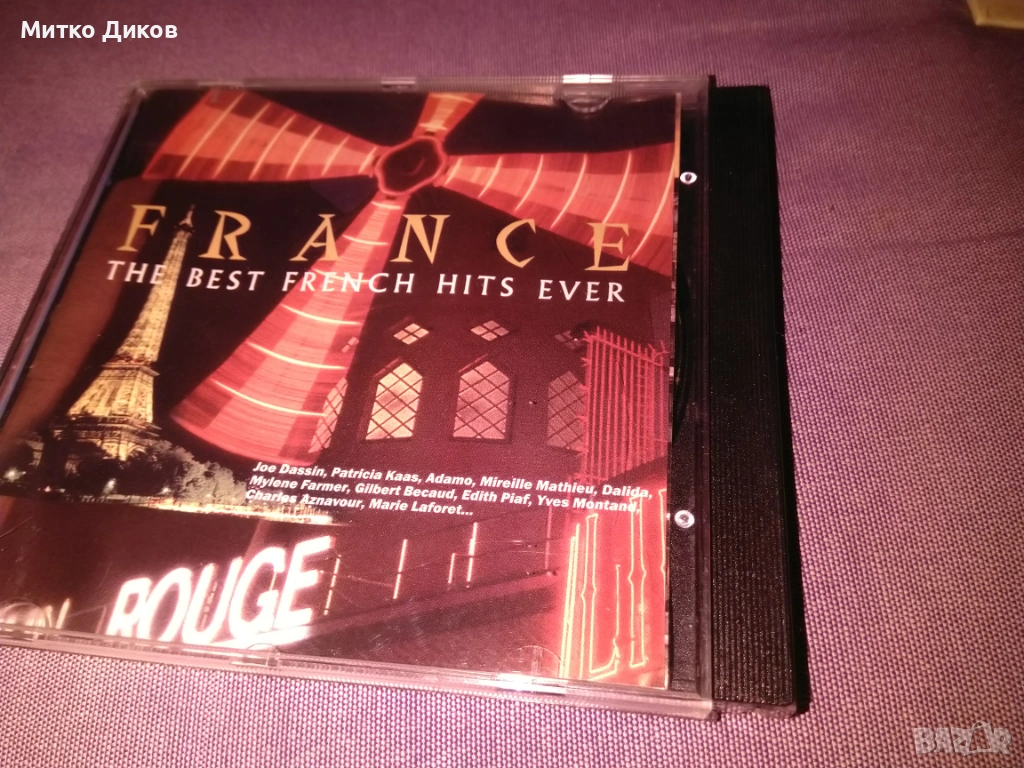 Митко Диков
FRANCE
THE BEST FRENCH HITS EVER
Joe Dassin, Patricia Kaas, Adamo, Mireille Mathieu, Dalida,
Mylene Farmer, Gilbert Becaud, Edith Piaf, Yves Montand,
Charles Aznavour, Marie Laforet...
ROUGE
BAZAR